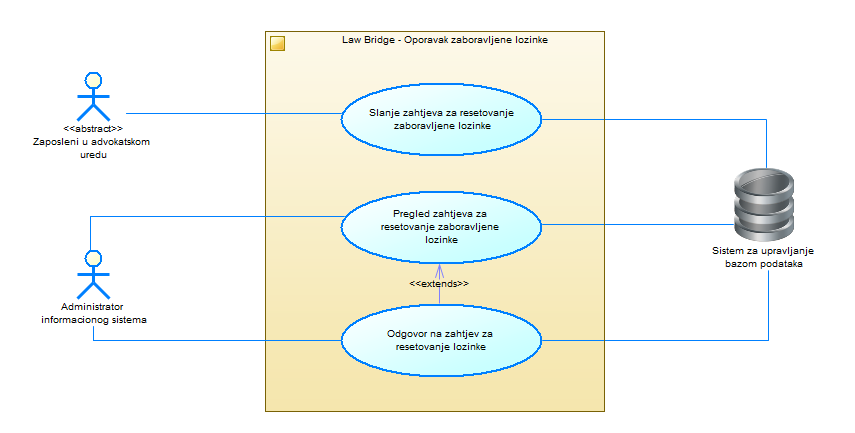 Law Bridge - Oporavak zaboravljene lozinke
<<abstract>>
Zaposleni u advokatskom
uredu
Slanje zahtjeva za resetovanje
zaboravljene lozinke
Pregled zahtjeva za
resetovanje zaboravljene
lozinke
Sistem za upravljanje
bazom podataka
<<extends>>
Administrator
informacionog sistema
Odgovor na zahtjev za
resetovanje lozinke